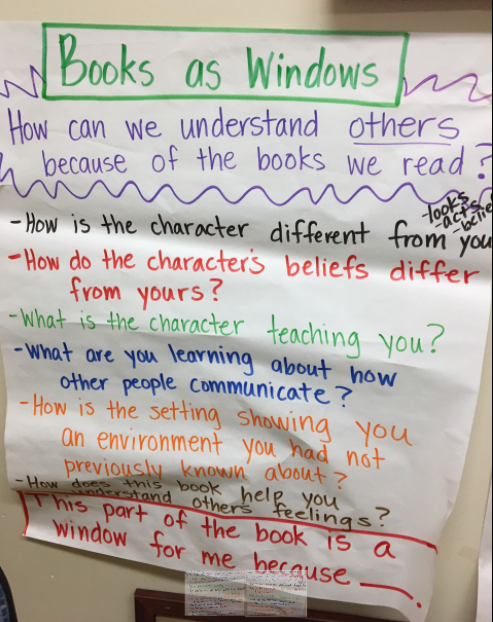 Books as Windows
How can we understand others
because of the books we read?
-looks
-acts
- How is the character different from you
- How do the character's beliefs differ
from yours?
- What is the character teaching you?
- What are you learning about how
other people communicate?
- How is the setting showing you
an environment you had not
previously known about?
- How does this book help you
understand others feelings?
This part of the book is a
window for me because ___.